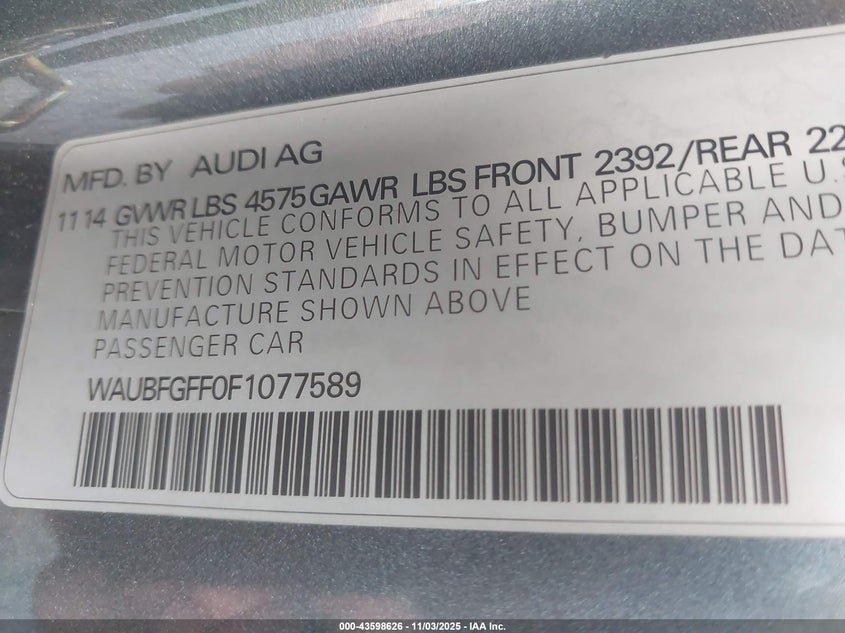 MFD. BY AUDI AG
11 14 GVWR LBS 4575 GAWR LBS FRONT 2392/REAR 22
THIS VEHICLE CONFORMS TO ALL APPLICABLE U.S
FEDERAL MOTOR VEHICLE SAFETY, BUMPER AND
PREVENTION STANDARDS IN EFFECT ON THE DAT
MANUFACTURE SHOWN ABOVE
PASSENGER CAR
WAUBFGFF0F1077589
000-43598626 - 11/03/2025 - IAA Inc.